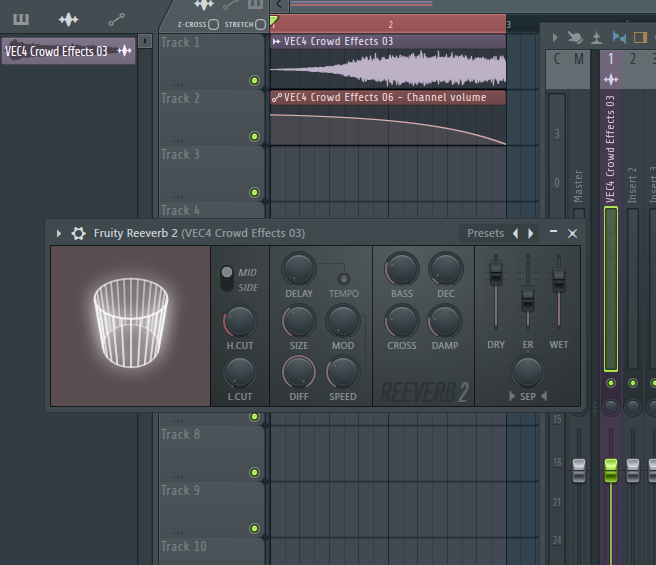 Z-CROSS STRETCH
2 3
VEC4 Crowd Effects 03
Track 1
VEC4 Crowd Effects 03
...
Track 2
VEC4 Crowd Effects 06 – Channel volume
...
Track 3
...
Track 4
C M 1 2 3
3
0
Master
VEC4 Crowd Effects 03
Insert 2
Insert 3
Fruity Reeverb 2 (VEC4 Crowd Effects 03)
Presets
MID
SIDE
DELAY TEMPO
BASS DEC
H.CUT SIZE MOD CROSS DAMP
DRY ER WET
L.CUT DIFF SPEED
REEVERB 2
SEP
...
Track 8
...
Track 9
...
Track 10
15
18
21
24